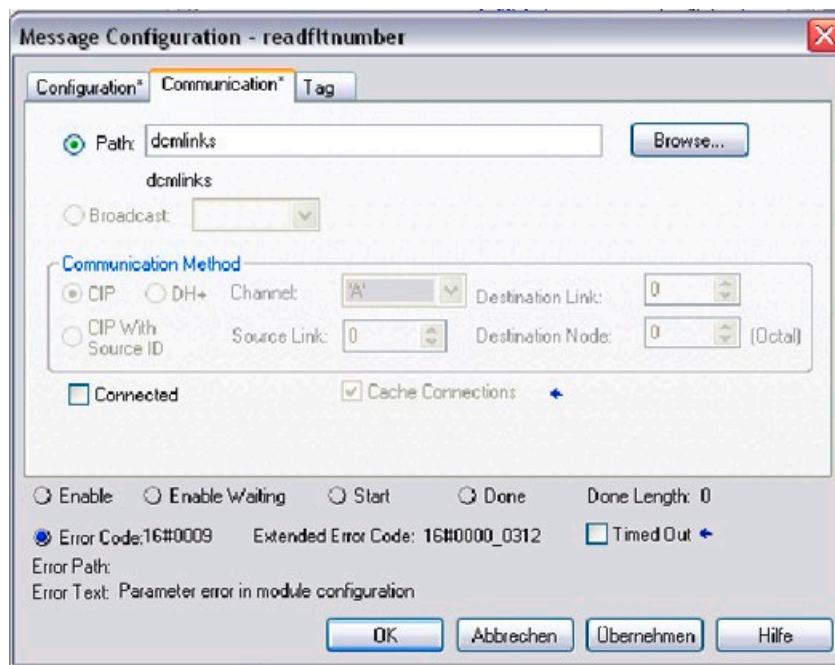 Message Configuration - readfltnumber
Configuration* Communication* Tag
Path: dcmlinks Browse...
dcmlinks
Broadcast:
Communication Method
CIP DH+ Channel: 'A' Destination Link: 0
CIP With Source ID Source Link: 0 Destination Node: 0 (Octal)
Connected Cache Connections
Enable Enable Waiting Start Done Done Length: 0
Error Code: 16#0009 Extended Error Code: 16#0000_0312 Timed Out
Error Path:
Error Text: Parameter error in module configuration
OK Abbrechen Übernehmen Hilfe